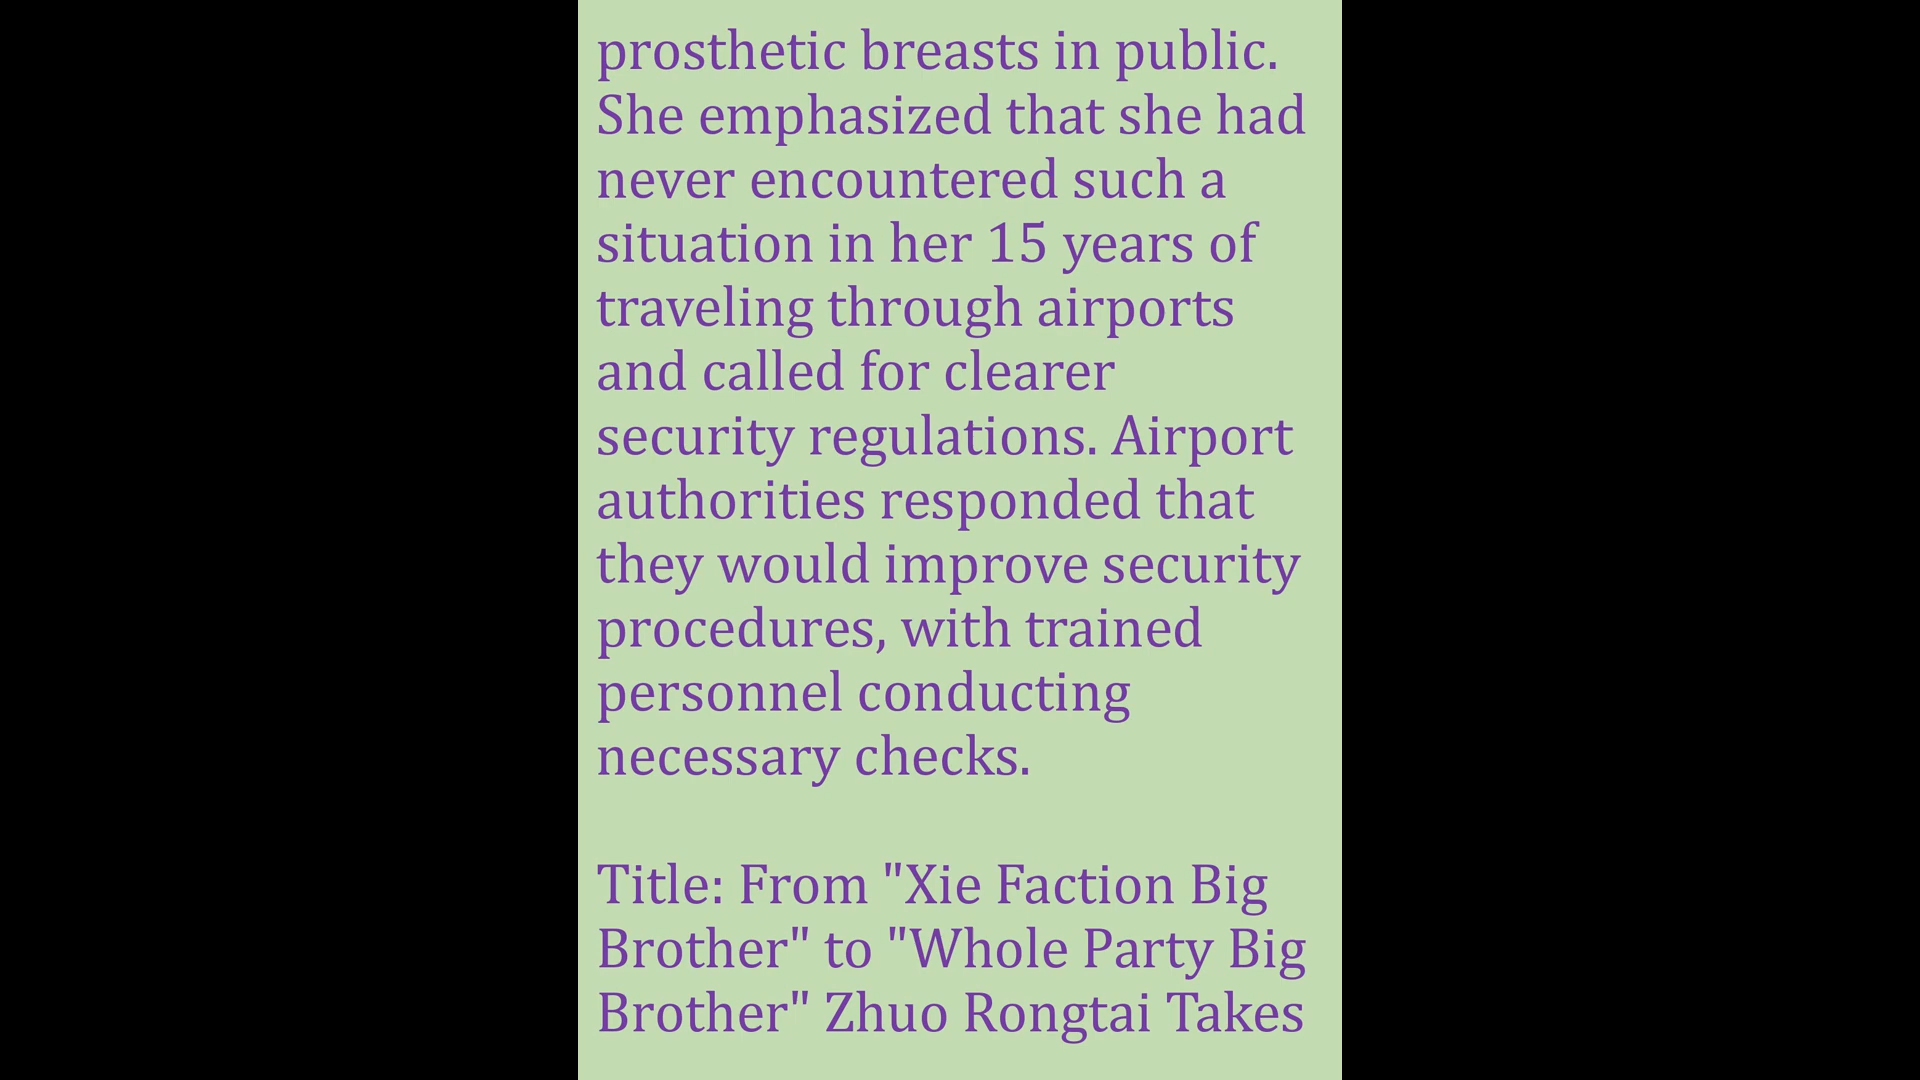 prosthetic breasts in public.
She emphasized that she had
never encountered such a
situation in her 15 years of
traveling through airports
and called for clearer
security regulations. Airport
authorities responded that
they would improve security
procedures, with trained
personnel conducting
necessary checks.
Title: From "Xie Faction Big
Brother" to "Whole Party Big
Brother" Zhuo Rongtai Takes